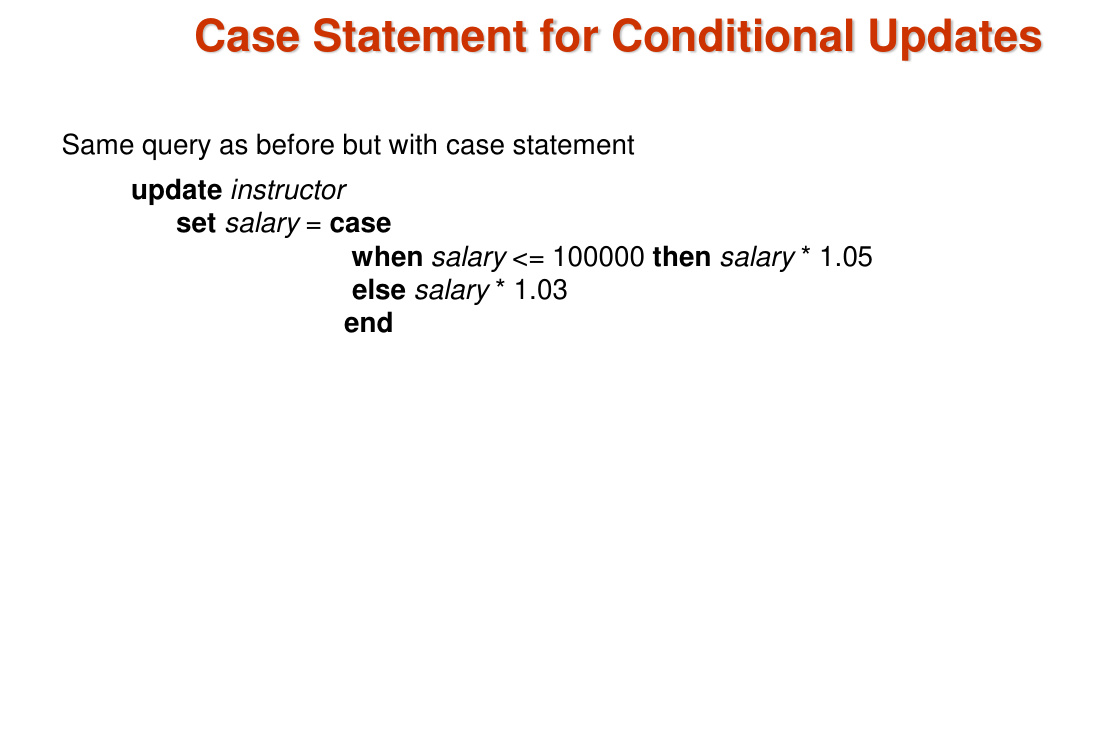 Case Statement for Conditional Updates
Same query as before but with case statement
update instructor
set salary = case
when salary <= 100000 then salary * 1.05
else salary * 1.03
end